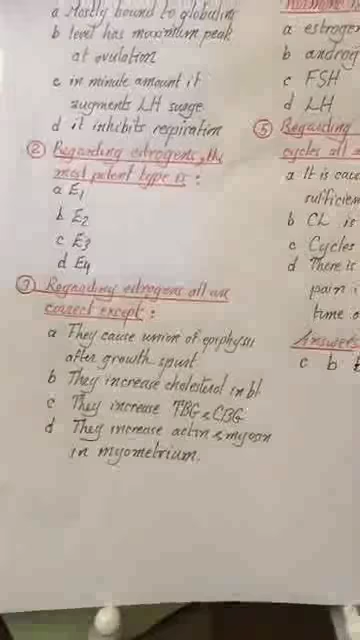 a Mostly bound to globulin
b level has maximum peak
at ovulation
c in minute amount it
augments LH surge
d it inhibits respiration
② Regarding estrogens, the
most potent type is :
a E1
b E2
c E3
d E4
③ Regarding estrogens all are
correct except :
a They cause union of epiphysis
after growth spurt
b They increase cholesterol in bl
c They increase TBG & CBG
d They increase actin & myosin
in myometrium.
a estrogen
b androg
c FSH
d LH
⑤ Regarding
cycles all a
a It is cau
sufficien
b CL is
c Cycles
d There is
pain i
time o
Answers
c b